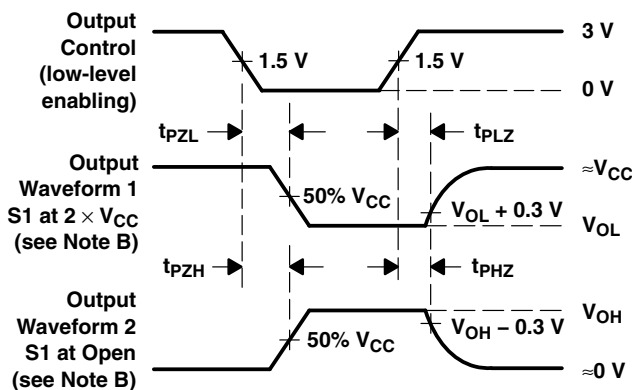 Output
Control
(low-level
enabling)
1.5 V
1.5 V
3 V
0 V
tPZL
tPLZ
Output
Waveform 1
S1 at 2 × VCC
(see Note B)
50% VCC
VOL + 0.3 V
≈VCC
VOL
tPZH
tPHZ
Output
Waveform 2
S1 at Open
(see Note B)
50% VCC
VOH − 0.3 V
VOH
≈0 V